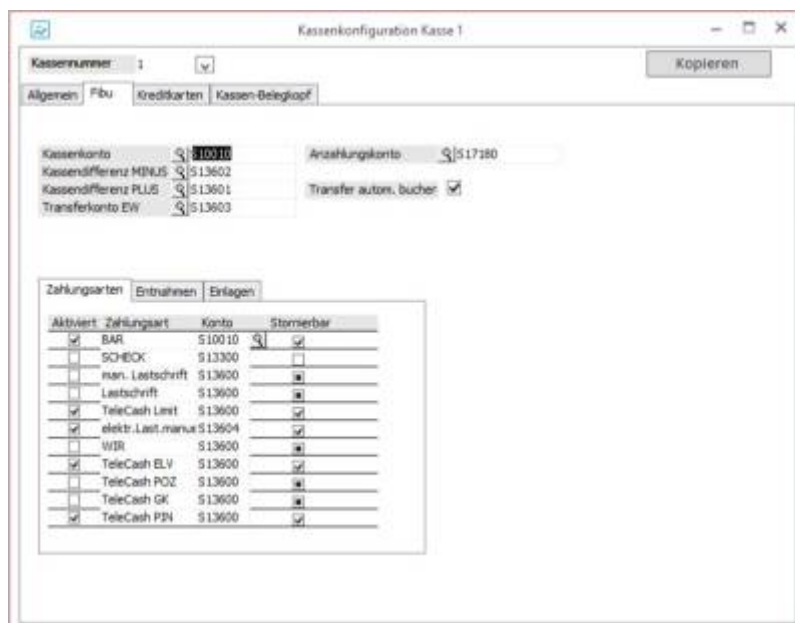 Kassenkonfiguration Kasse 1
Kassennummer 1
Kopieren
Allgemein Fibu Kreditkarten Kassen-Belegkopf
Kassenkonto S10010 Anzahlungskonto S17180
Kassendifferenz MINUS S13602
Kassendifferenz PLUS S13601 Transfer autom. bucher
Transferkonto EW S13603
Zahlungsarten Entnahmen Einlagen
Aktiviert Zahlungsart Konto Stornierbar
BAR S10010
SCHECK S13300
man. Lastschrift S13600
Lastschrift S13600
TeleCash Limit S13600
elektr.Last.manue S13604
WIR S13600
TeleCash ELV S13600
TeleCash POZ S13600
TeleCash GK S13600
TeleCash PIN S13600